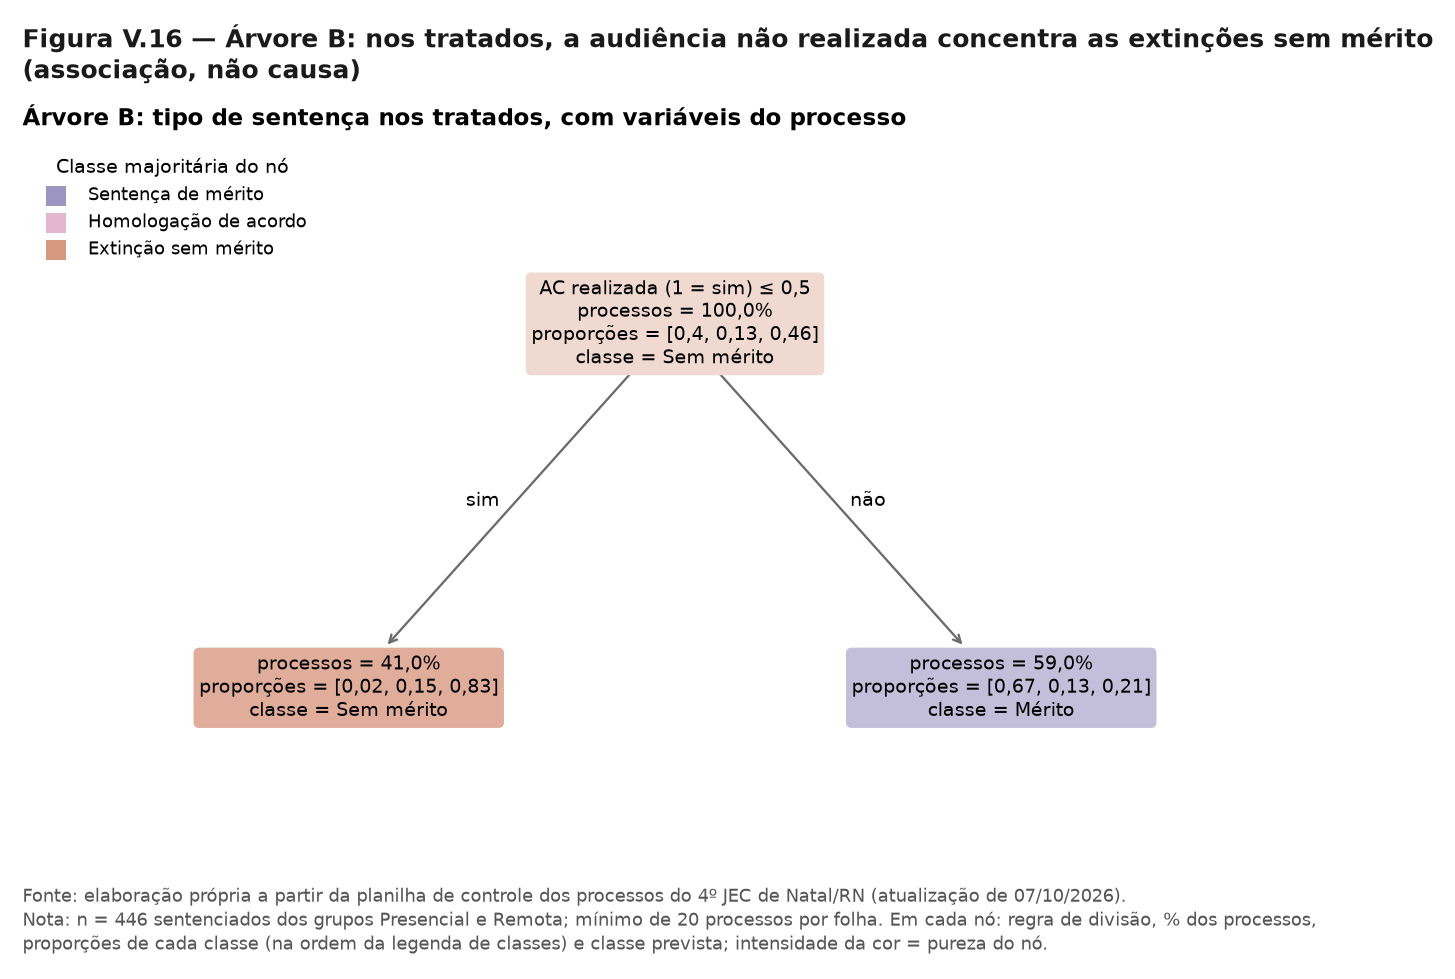 Figura V.16 — Árvore B: nos tratados, a audiência não realizada concentra as extinções sem mérito
(associação, não causa)
Árvore B: tipo de sentença nos tratados, com variáveis do processo
Classe majoritária do nó
Sentença de mérito
Homologação de acordo
Extinção sem mérito
AC realizada (1 = sim) ≤ 0,5
processos = 100,0%
proporções = [0,4, 0,13, 0,46]
classe = Sem mérito
sim
não
processos = 41,0%
proporções = [0,02, 0,15, 0,83]
classe = Sem mérito
processos = 59,0%
proporções = [0,67, 0,13, 0,21]
classe = Mérito
Fonte: elaboração própria a partir da planilha de controle dos processos do 4º JEC de Natal/RN (atualização de 07/10/2026).
Nota: n = 446 sentenciados dos grupos Presencial e Remota; mínimo de 20 processos por folha. Em cada nó: regra de divisão, % dos processos,
proporções de cada classe (na ordem da legenda de classes) e classe prevista; intensidade da cor = pureza do nó.